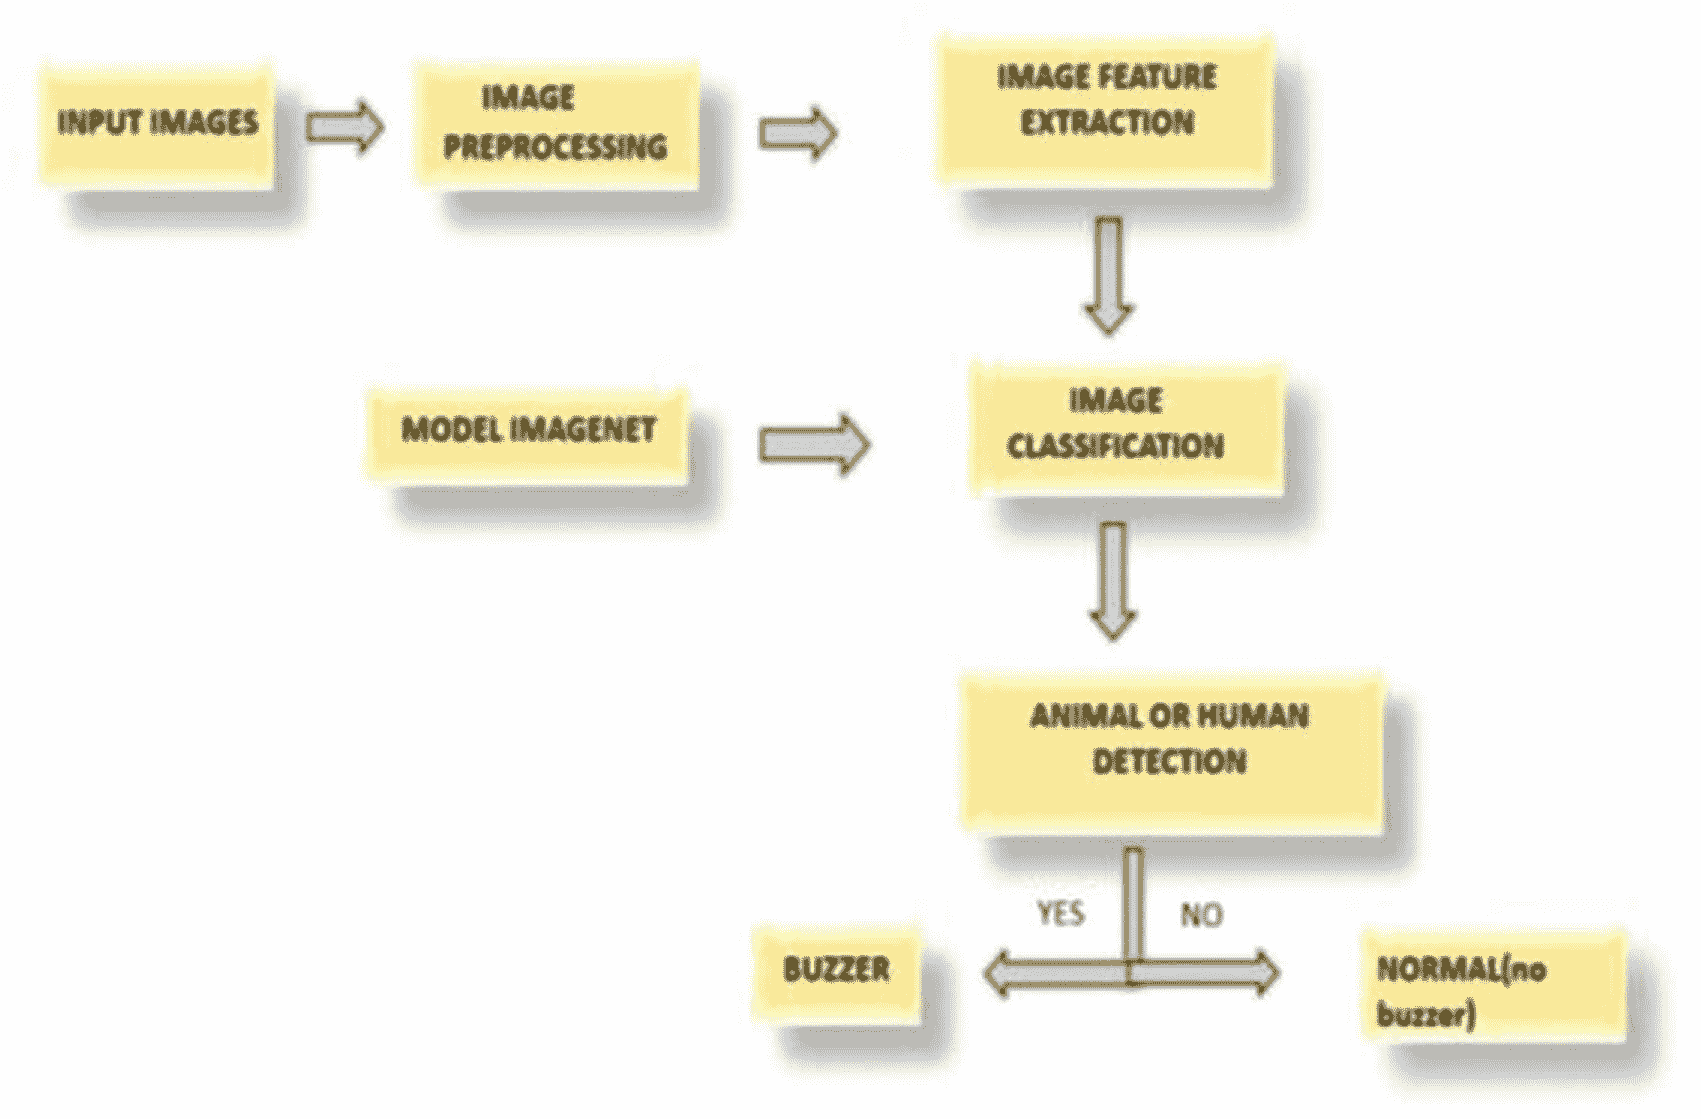 INPUT IMAGES
IMAGE
PREPROCESSING
IMAGE FEATURE
EXTRACTION
MODEL IMAGENET
IMAGE
CLASSIFICATION
ANIMAL OR HUMAN
DETECTION
YES
NO
BUZZER
NORMAL(no
buzzer)